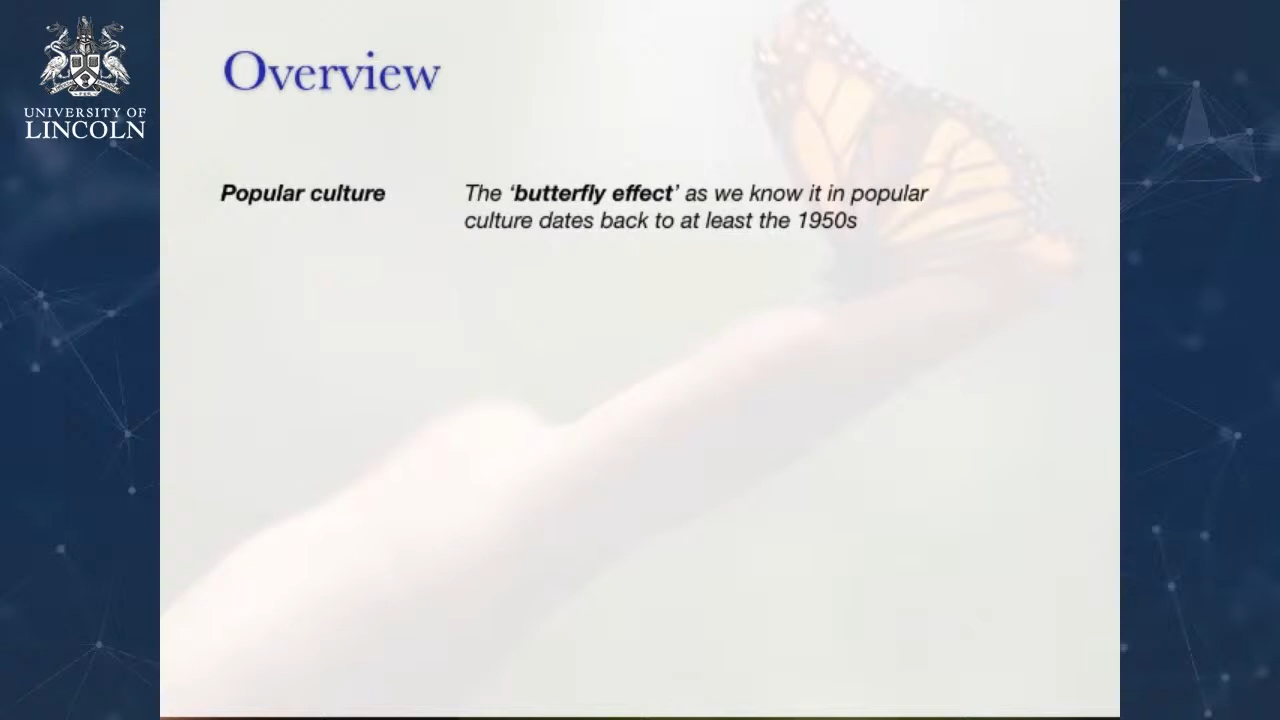 UNIVERSITY OF
LINCOLN
Overview
Popular culture
The ‘butterfly effect’ as we know it in popular
culture dates back to at least the 1950s